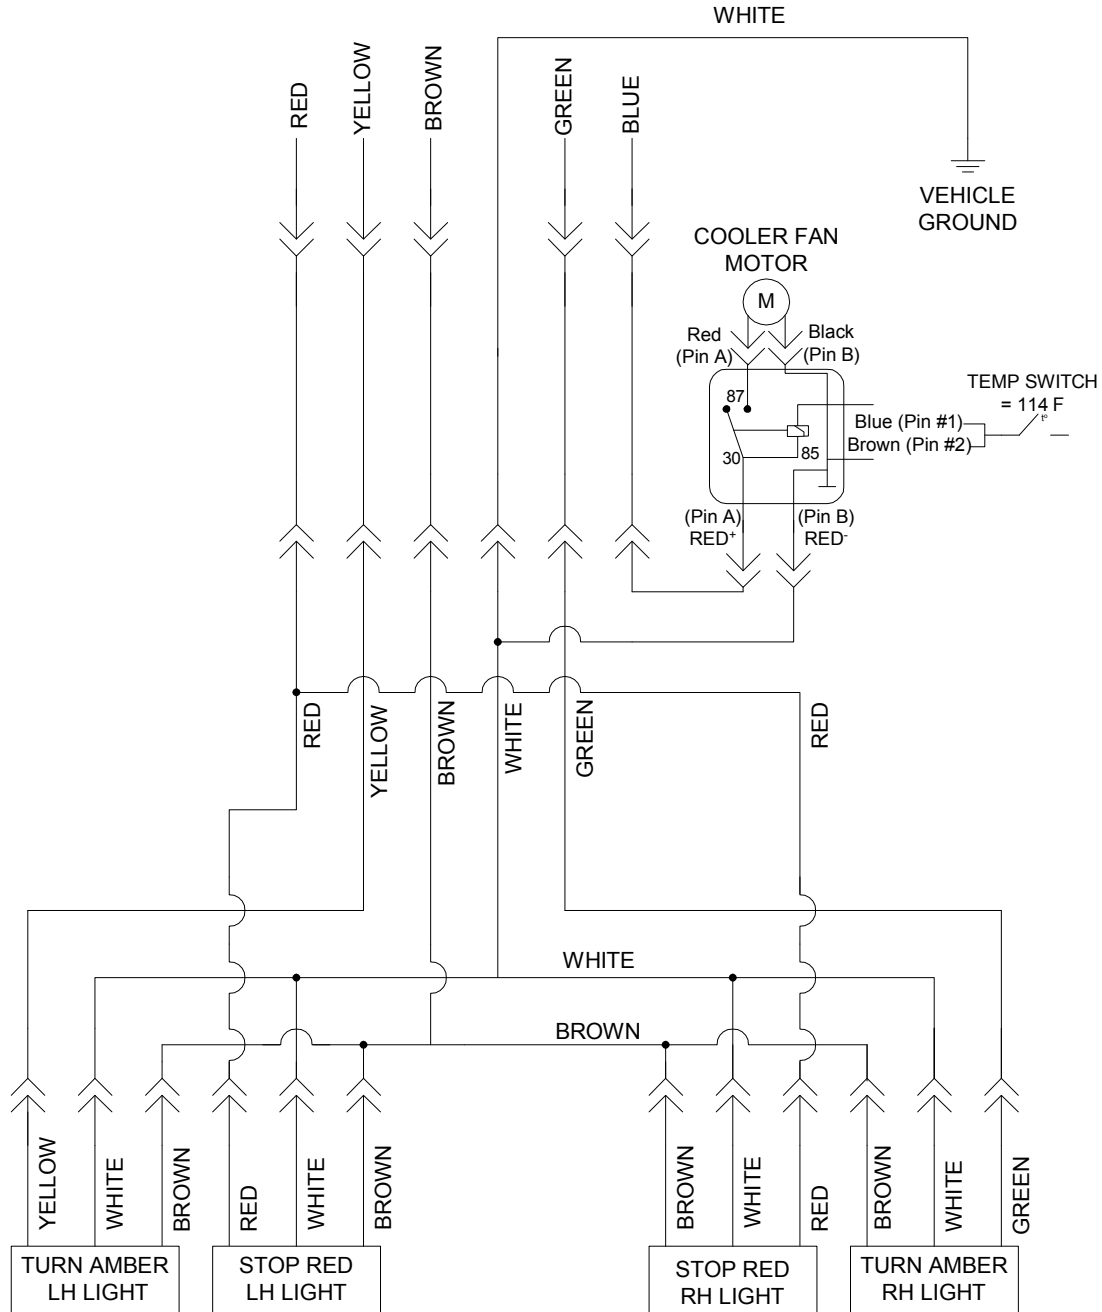 WHITE
RED
YELLOW
BROWN
GREEN
BLUE
VEHICLE
GROUND
COOLER FAN
MOTOR
M
Red
(Pin A)
Black
(Pin B)
87
30
85
TEMP SWITCH
= 114 F
t°
Blue (Pin #1)
Brown (Pin #2)
(Pin A)
RED+
(Pin B)
RED-
RED
YELLOW
BROWN
WHITE
GREEN
RED
WHITE
BROWN
YELLOW
WHITE
BROWN
RED
WHITE
BROWN
BROWN
WHITE
RED
BROWN
WHITE
GREEN
TURN AMBER
LH LIGHT
STOP RED
LH LIGHT
STOP RED
RH LIGHT
TURN AMBER
RH LIGHT